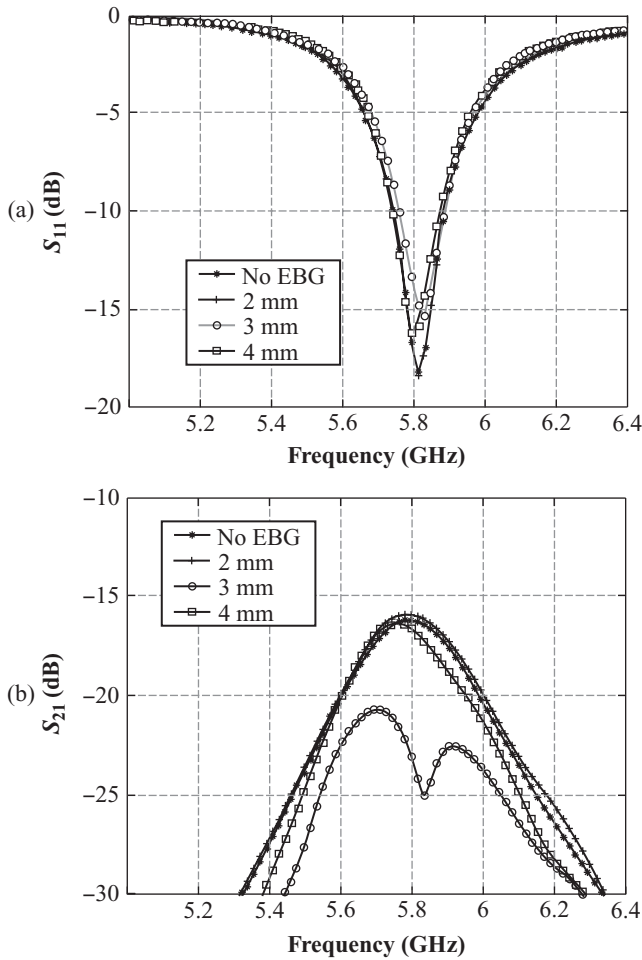 (a)
S11 (dB)
0
−5
−10
−15
−20
No EBG
2 mm
3 mm
4 mm
5.2
5.4
5.6
5.8
6
6.2
6.4
Frequency (GHz)
(b)
S21 (dB)
−10
−15
−20
−25
−30
No EBG
2 mm
3 mm
4 mm
5.2
5.4
5.6
5.8
6
6.2
6.4
Frequency (GHz)